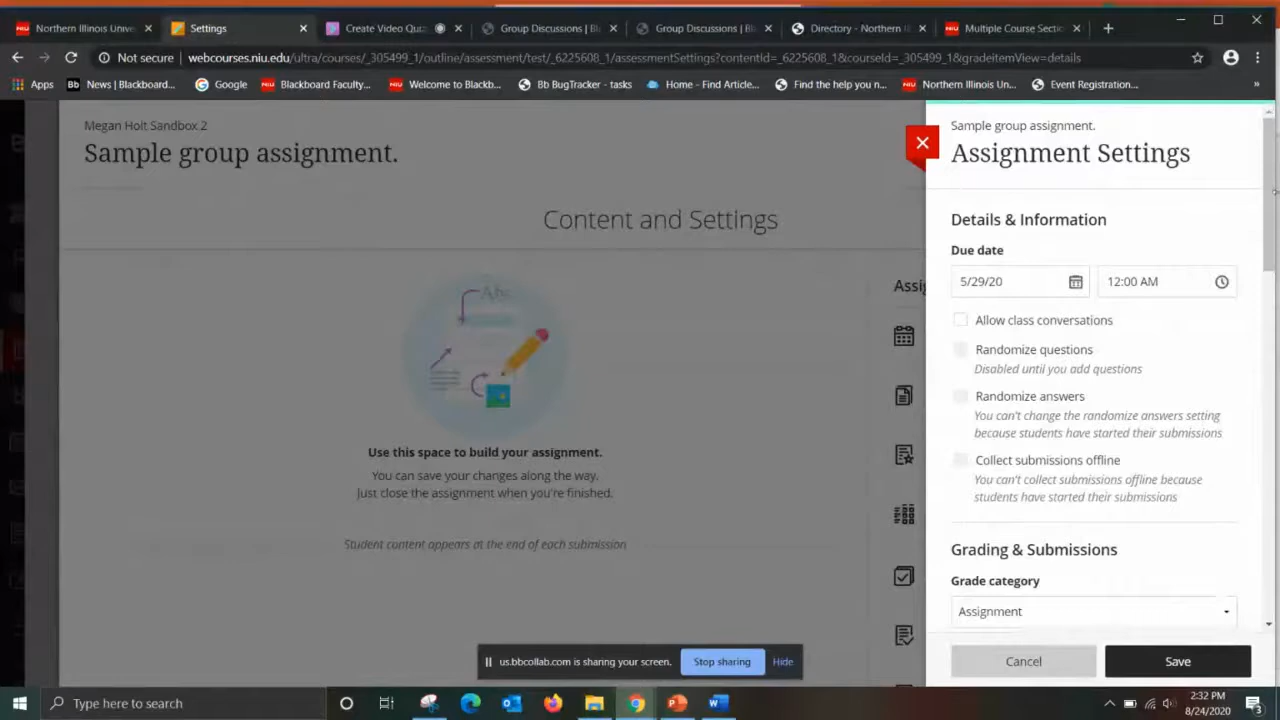 Northern Illinois Unive
Settings
Create Video Quiz
Group Discussions | Bl
Group Discussions | Bl
Directory - Northern I
Multiple Course Sectio
Not secure
webcourses.niu.edu/ultra/courses/_305499_1/outline/assessment/test/_6225608_1/assessmentSettings?contentId=_6225608_1&courseId=_305499_1&gradeitemView=details
Apps
Bb News | Blackboard...
Google
NIU Blackboard Faculty...
NIU Welcome to Blackb...
Bb BugTracker - tasks
Home - Find Article...
Find the help you n...
NIU Northern Illinois Un...
Event Registration...
»
Megan Holt Sandbox 2
Sample group assignment.
Content and Settings
Abc
Use this space to build your assignment.
You can save your changes along the way.
Just close the assignment when you're finished.
Student content appears at the end of each submission
Assi
Sample group assignment.
Assignment Settings
Details & Information
Due date
5/29/20
12:00 AM
Allow class conversations
Randomize questions
Disabled until you add questions
Randomize answers
You can't change the randomize answers setting
because students have started their submissions
Collect submissions offline
You can't collect submissions offline because
students have started their submissions
Grading & Submissions
Grade category
Assignment
Cancel
Save
us.bbcollab.com is sharing your screen.
Stop sharing
Hide
Type here to search
2:32 PM
8/24/2020
3